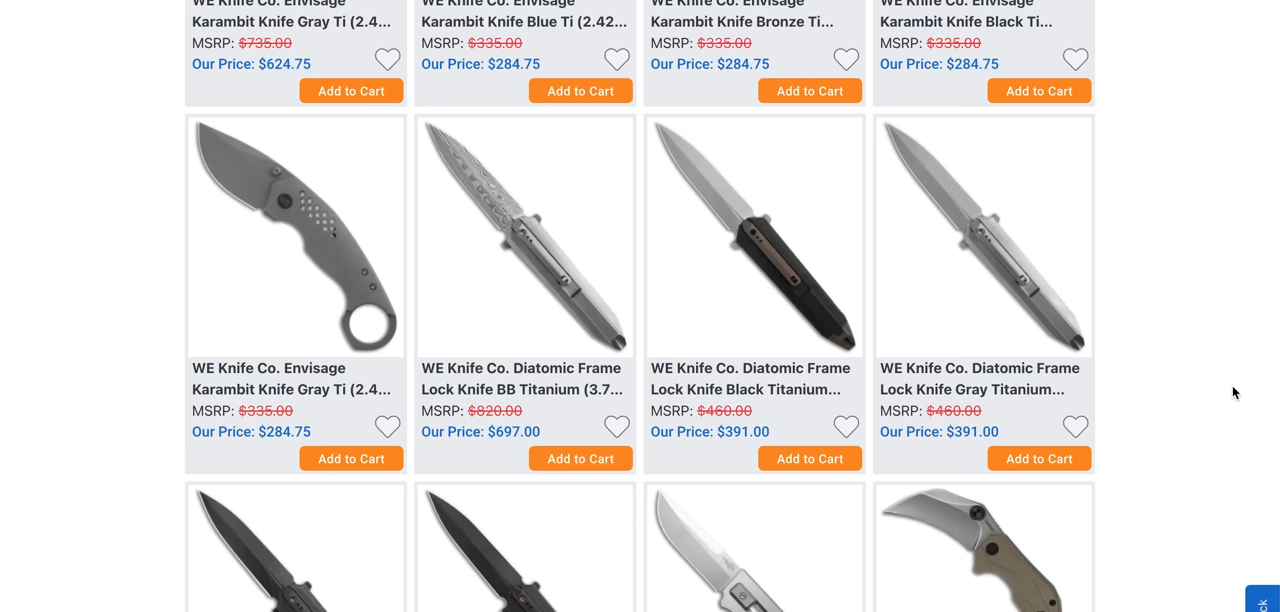 WE Knife Co. Envisage
Karambit Knife Gray Ti (2.4...
MSRP: $735.00
Our Price: $624.75
Add to Cart
WE Knife Co. Envisage
Karambit Knife Blue Ti (2.42...
MSRP: $335.00
Our Price: $284.75
Add to Cart
WE Knife Co. Envisage
Karambit Knife Bronze Ti...
MSRP: $335.00
Our Price: $284.75
Add to Cart
WE Knife Co. Envisage
Karambit Knife Black Ti...
MSRP: $335.00
Our Price: $284.75
Add to Cart
WE Knife Co. Envisage
Karambit Knife Gray Ti (2.4...
MSRP: $335.00
Our Price: $284.75
Add to Cart
WE Knife Co. Diatomic Frame
Lock Knife BB Titanium (3.7...
MSRP: $820.00
Our Price: $697.00
Add to Cart
WE Knife Co. Diatomic Frame
Lock Knife Black Titanium...
MSRP: $460.00
Our Price: $391.00
Add to Cart
WE Knife Co. Diatomic Frame
Lock Knife Gray Titanium...
MSRP: $460.00
Our Price: $391.00
Add to Cart